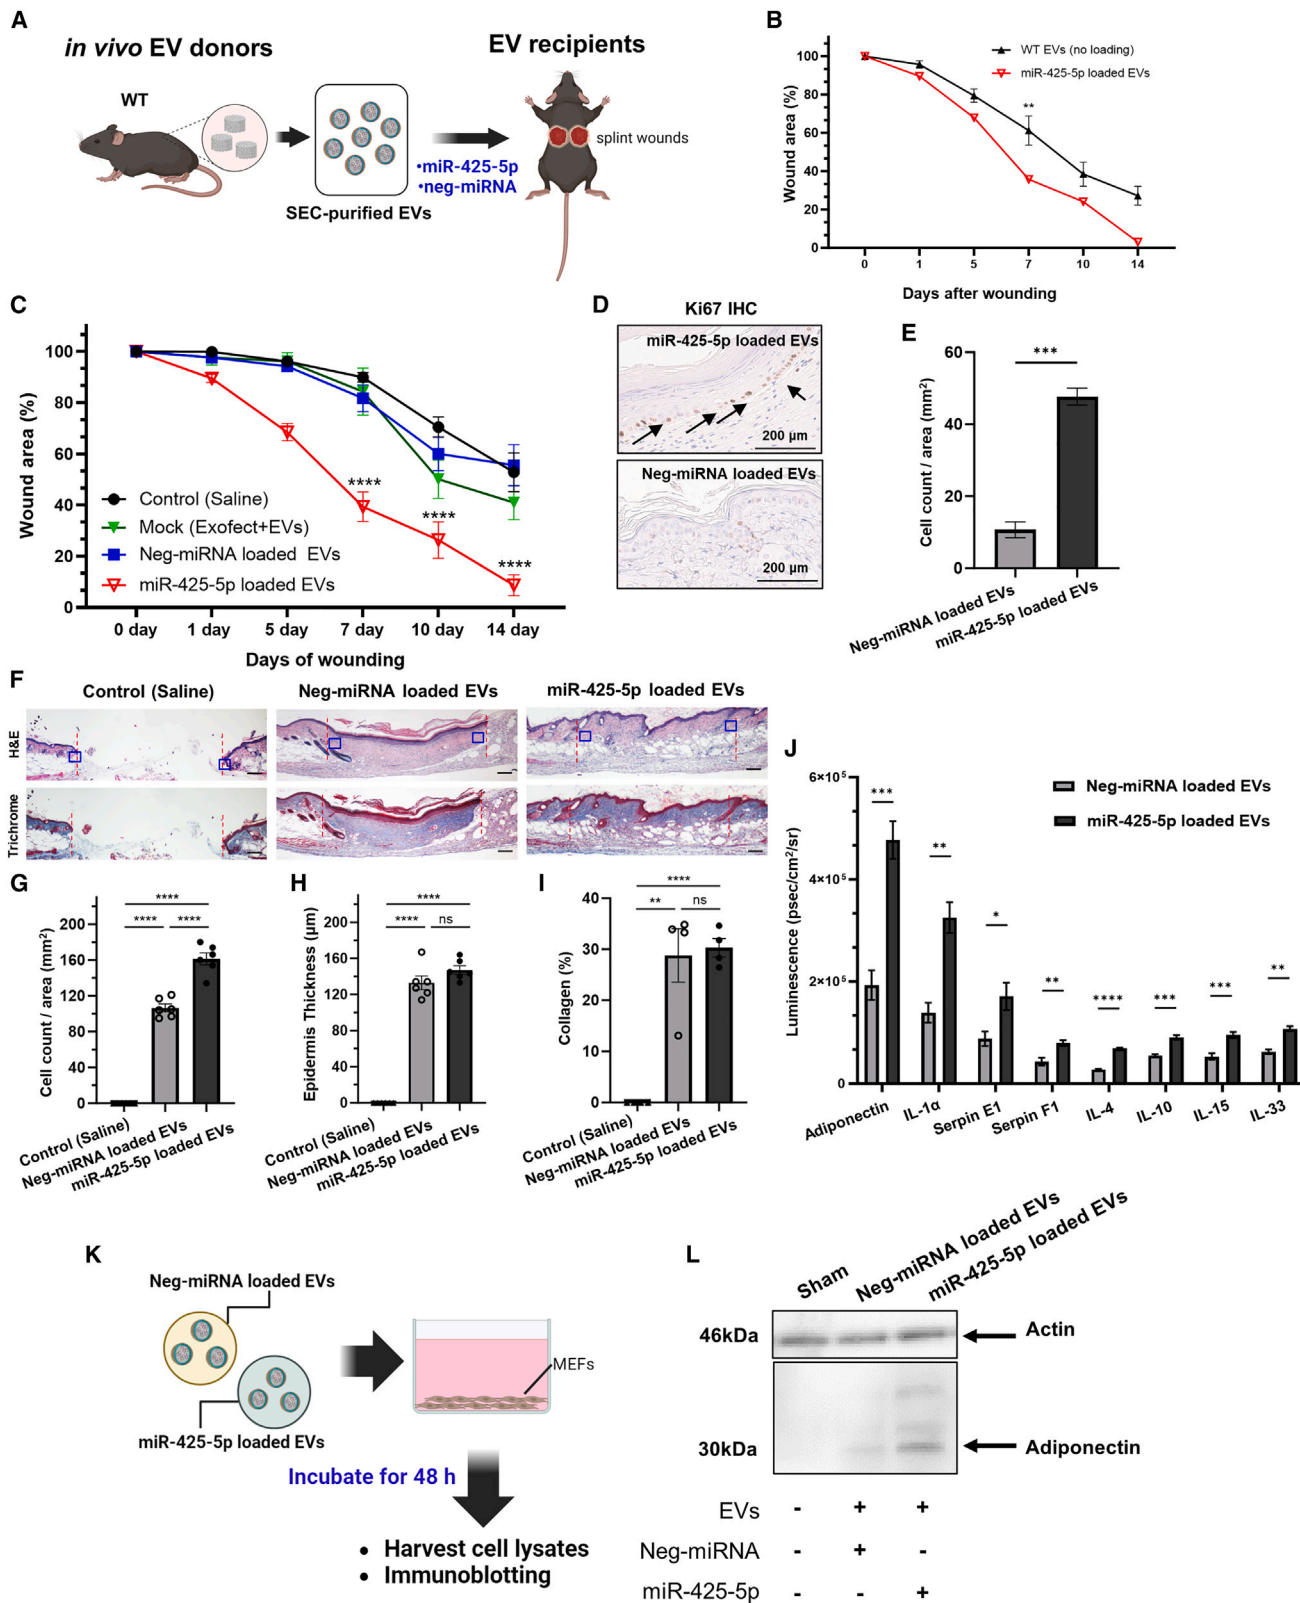 A
in vivo EV donors
EV recipients
WT
splint wounds
•miR-425-5p
•neg-miRNA
SEC-purified EVs
B
WT EVs (no loading)
miR-425-5p loaded EVs
Wound area (%)
100
80
60
40
20
0
**
0 1 5 7 10 14
Days after wounding
C
Wound area (%)
100
80
60
40
20
0
****
****
****
Control (Saline)
Mock (Exofect+EVs)
Neg-miRNA loaded EVs
miR-425-5p loaded EVs
0 day 1 day 5 day 7 day 10 day 14 day
Days of wounding
D
Ki67 IHC
miR-425-5p loaded EVs
200 µm
Neg-miRNA loaded EVs
200 µm
E
Cell count / area (mm²)
60
40
20
0
***
Neg-miRNA loaded EVs
miR-425-5p loaded EVs
F
Control (Saline)
Neg-miRNA loaded EVs
miR-425-5p loaded EVs
H&E
Trichrome
G
Cell count / area (mm²)
200
160
120
80
40
0
****
**** ****
Control (Saline)
Neg-miRNA loaded EVs
miR-425-5p loaded EVs
H
Epidermis Thickness (µm)
200
160
120
80
40
0
****
**** ns
Control (Saline)
Neg-miRNA loaded EVs
miR-425-5p loaded EVs
I
Collagen (%)
40
30
20
10
0
****
** ns
Control (Saline)
Neg-miRNA loaded EVs
miR-425-5p loaded EVs
J
Luminescence (psec/cm²/sr)
6×10⁵
4×10⁵
2×10⁵
0
Neg-miRNA loaded EVs
miR-425-5p loaded EVs
*** ** * ** **** *** *** **
Adiponectin IL-1α Serpin E1 Serpin F1 IL-4 IL-10 IL-15 IL-33
K
Neg-miRNA loaded EVs
miR-425-5p loaded EVs
MEFs
Incubate for 48 h
• Harvest cell lysates
• Immunoblotting
L
Sham
Neg-miRNA loaded EVs
miR-425-5p loaded EVs
46kDa
Actin
30kDa
Adiponectin
EVs - + +
Neg-miRNA - + -
miR-425-5p - - +